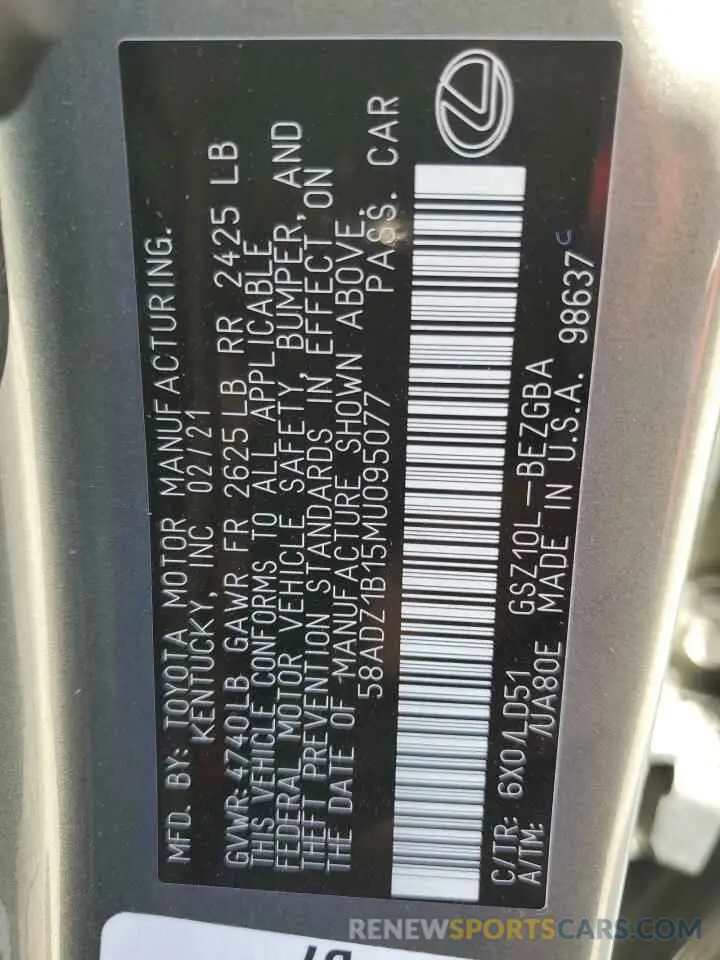 MFD. BY: TOYOTA MOTOR MANUFACTURING.
KENTUCKY, INC 02/21
GVWR: 4740LB GAWR FR 2625LB RR 2425 LB
THIS VEHICLE CONFORMS TO ALL APPLICABLE
FEDERAL MOTOR VEHICLE SAFETY, BUMPER, AND
THEFT PREVENTION STANDARDS IN EFFECT ON
THE DATE OF MANUFACTURE SHOWN ABOVE.
58ADZ1B15MU095077 PASS. CAR
C/TR: 6X0/LD51 GSZ10L-BEZGBA
A/TM: /UA80E MADE IN U.S.A. 98637
C
RENEWSPORTSCARS.COM